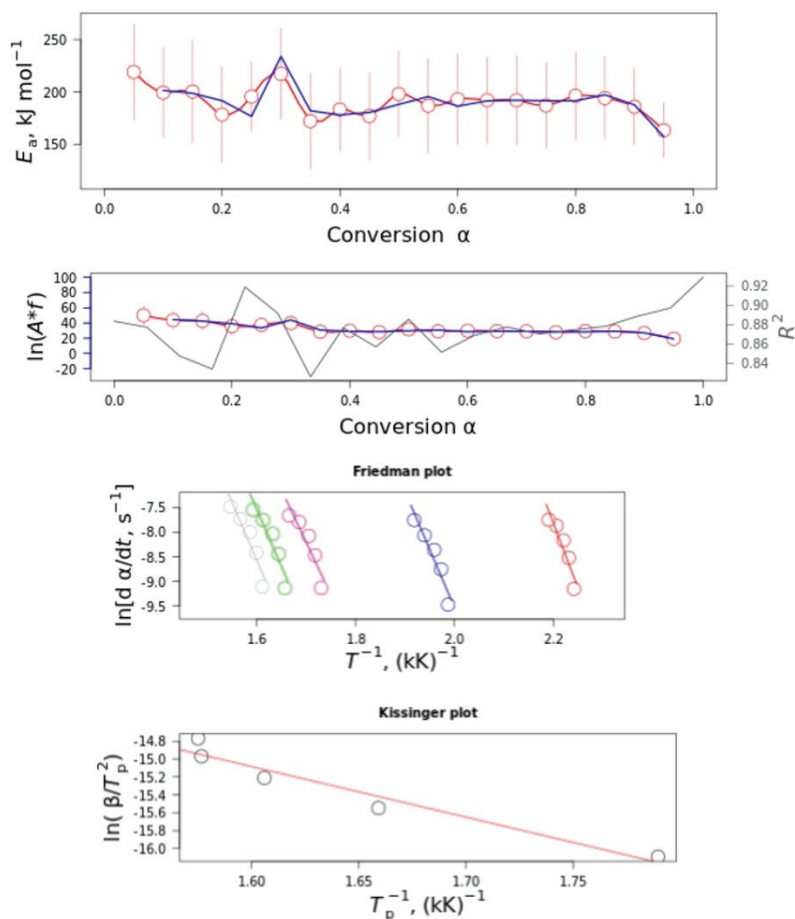 250
200
150
E_a, kJ mol^−1
0.0 0.2 0.4 0.6 0.8 1.0
Conversion α
100
80
60
40
20
0
-20
ln(A*f)
0.92
0.90
0.88
0.86
0.84
R^2
0.0 0.2 0.4 0.6 0.8 1.0
Conversion α
Friedman plot
-7.5
-8.0
-8.5
-9.0
-9.5
ln[d α/dt, s^−1]
1.6 1.8 2.0 2.2
T^−1, (kK)^−1
Kissinger plot
-14.8
-15.0
-15.2
-15.4
-15.6
-15.8
-16.0
ln( β/T_p^2)
1.60 1.65 1.70 1.75
T_p^−1, (kK)^−1